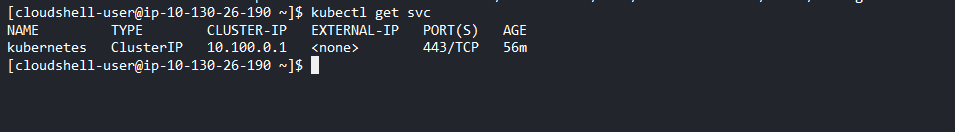 [cloudshell-user@ip-10-130-26-190 ~]$ kubectl get svc
NAME         TYPE        CLUSTER-IP   EXTERNAL-IP   PORT(S)   AGE
kubernetes   ClusterIP   10.100.0.1   <none>        443/TCP   56m
[cloudshell-user@ip-10-130-26-190 ~]$